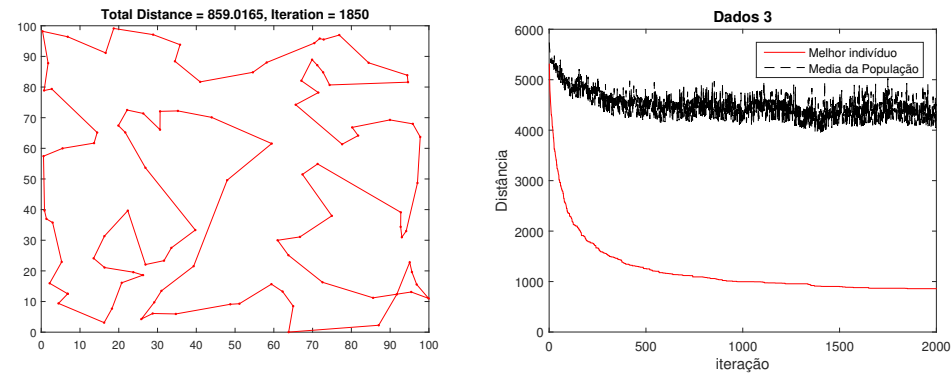 Total Distance = 859.0165, Iteration = 1850
100
90
80
70
60
50
40
30
20
10
0
0 10 20 30 40 50 60 70 80 90 100
Dados 3
6000
5000
4000
3000
2000
1000
0
Distância
Melhor indivíduo
Media da População
0 500 1000 1500 2000
iteração